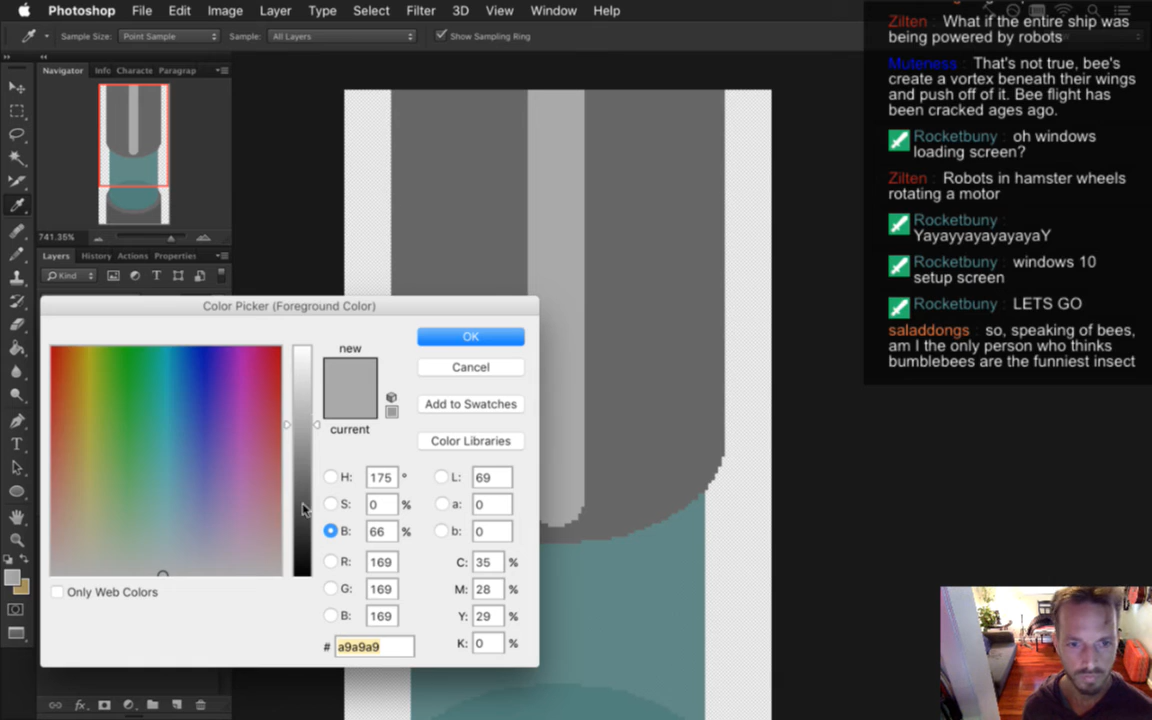 Photoshop File Edit Image Layer Type Select Filter 3D View Window Help
Sample Size: Point Sample Sample: All Layers Show Sampling Ring
Navigator Info Characte Paragrap
741.35%
Layers History Actions Properties
Kind
Color Picker (Foreground Color)
new
current
OK
Cancel
Add to Swatches
Color Libraries
H: 175 °
S: 0 %
B: 66 %
R: 169
G: 169
B: 169
L: 69
a: 0
b: 0
C: 35 %
M: 28 %
Y: 29 %
K: 0 %
# a9a9a9
Only Web Colors
fx
Zilten : What if the entire ship was
being powered by robots
Muteness : That's not true, bee's
create a vortex beneath their wings
and push off of it. Bee flight has
been cracked ages ago.
Rocketbuny : oh windows
loading screen?
Zilten : Robots in hamster wheels
rotating a motor
Rocketbuny :
YayayyayayayayaY
Rocketbuny : windows 10
setup screen
Rocketbuny : LETS GO
saladdongs : so, speaking of bees,
am I the only person who thinks
bumblebees are the funniest insect